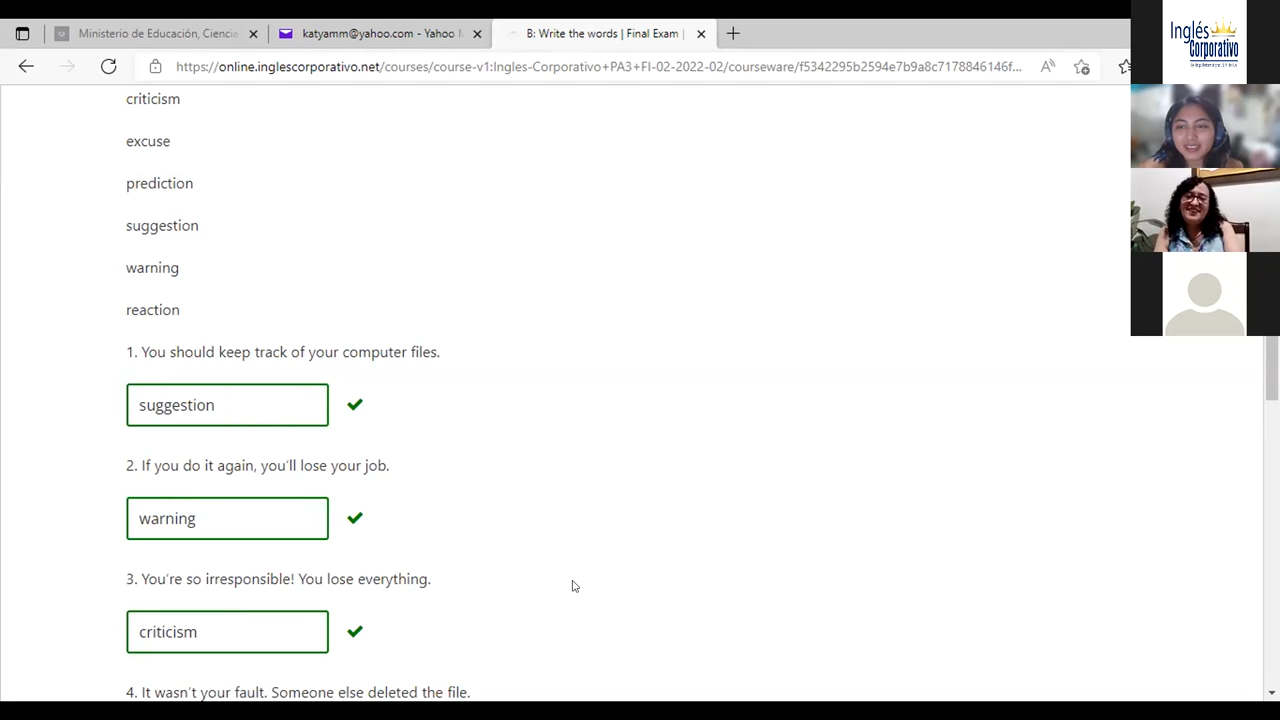 Ministerio de Educación, Ciencia
katyamm@yahoo.com - Yahoo M
B: Write the words | Final Exam |
https://online.inglescorporativo.net/courses/course-v1:Ingles-Corporativo+PA3+FI-02-2022-02/courseware/f5342295b2594e7b9a8c7178846146f...
Inglés
Corporativo
criticism
excuse
prediction
suggestion
warning
reaction
1. You should keep track of your computer files.
suggestion
2. If you do it again, you'll lose your job.
warning
3. You're so irresponsible! You lose everything.
criticism
4. It wasn't your fault. Someone else deleted the file.